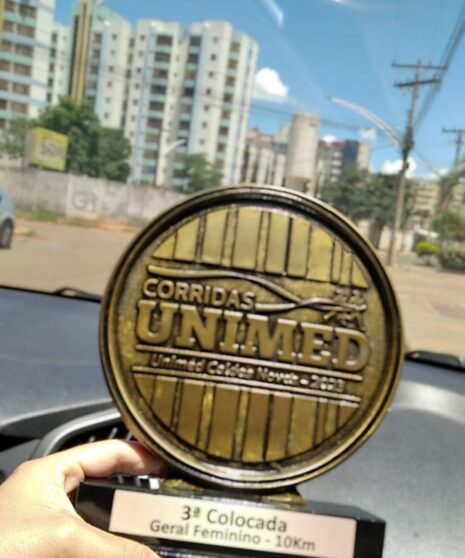 CORRIDAS
UNIMED
Unimed Caldas Novas - 2023
3ª Colocada
Geral Feminino - 10Km